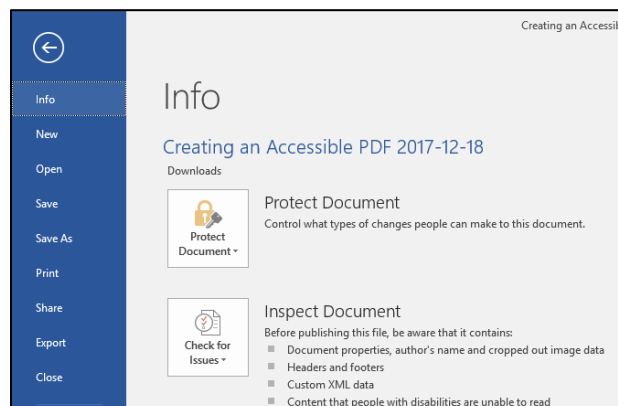 Creating an Accessib
Info
New
Open
Save
Save As
Print
Share
Export
Close
Info
Creating an Accessible PDF 2017-12-18
Downloads
Protect
Document
Protect Document
Control what types of changes people can make to this document.
Check for
Issues
Inspect Document
Before publishing this file, be aware that it contains:
Document properties, author's name and cropped out image data
Headers and footers
Custom XML data
Content that people with disabilities are unable to read